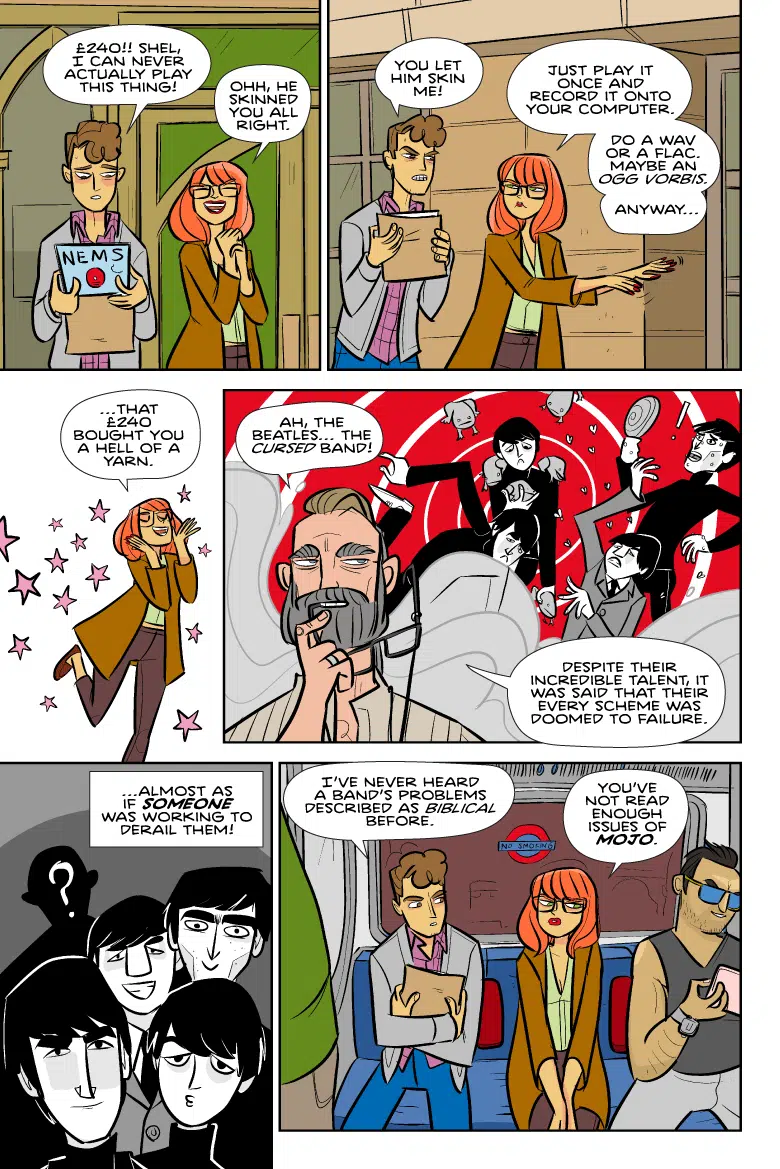 £240!! SHEL,
I CAN NEVER
ACTUALLY PLAY
THIS THING!
OHH, HE
SKINNED
YOU ALL
RIGHT.
NEMS
YOU LET
HIM SKIN
ME!
JUST PLAY IT
ONCE AND
RECORD IT ONTO
YOUR COMPUTER.
DO A WAV
OR A FLAC.
MAYBE AN
OGG VORBIS.
ANYWAY...
...THAT
£240
BOUGHT YOU
A HELL OF A
YARN.
AH, THE
BEATLES... THE
CURSED BAND!
!
DESPITE THEIR
INCREDIBLE TALENT, IT
WAS SAID THAT THEIR
EVERY SCHEME WAS
DOOMED TO FAILURE.
...ALMOST AS
IF SOMEONE
WAS WORKING TO
DERAIL THEM!
?
I'VE NEVER HEARD
A BAND'S PROBLEMS
DESCRIBED AS BIBLICAL
BEFORE.
YOU'VE
NOT READ
ENOUGH
ISSUES OF
MOJO.
NO SMOKING